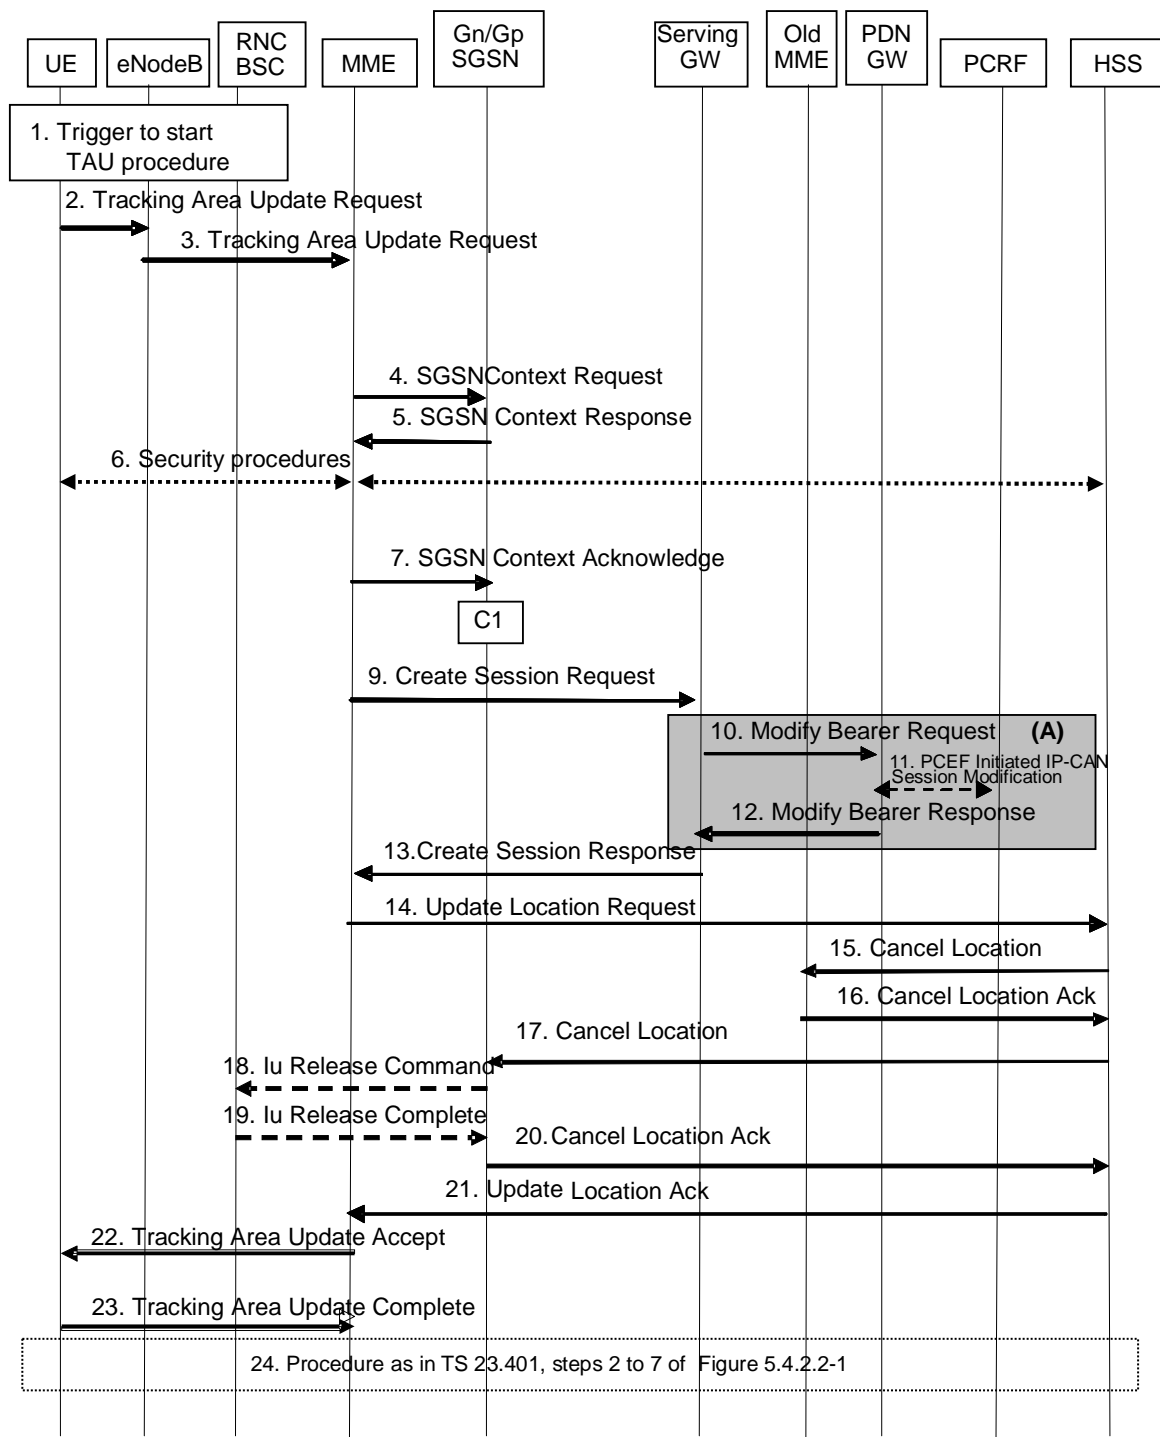 UE
eNodeB
RNC
BSC
MME
Gn/Gp
SGSN
Serving
GW
Old
MME
PDN
GW
PCRF
HSS
1. Trigger to start
TAU procedure
2. Tracking Area Update Request
3. Tracking Area Update Request
4. SGSNContext Request
5. SGSN Context Response
6. Security procedures
7. SGSN Context Acknowledge
C1
9. Create Session Request
10. Modify Bearer Request (A)
11. PCEF Initiated IP-CAN
Session Modification
12. Modify Bearer Response
13.Create Session Response
14. Update Location Request
15. Cancel Location
16. Cancel Location Ack
17. Cancel Location
18. Iu Release Command
19. Iu Release Complete
20.Cancel Location Ack
21. Update Location Ack
22. Tracking Area Update Accept
23. Tracking Area Update Complete
24. Procedure as in TS 23.401, steps 2 to 7 of Figure 5.4.2.2-1